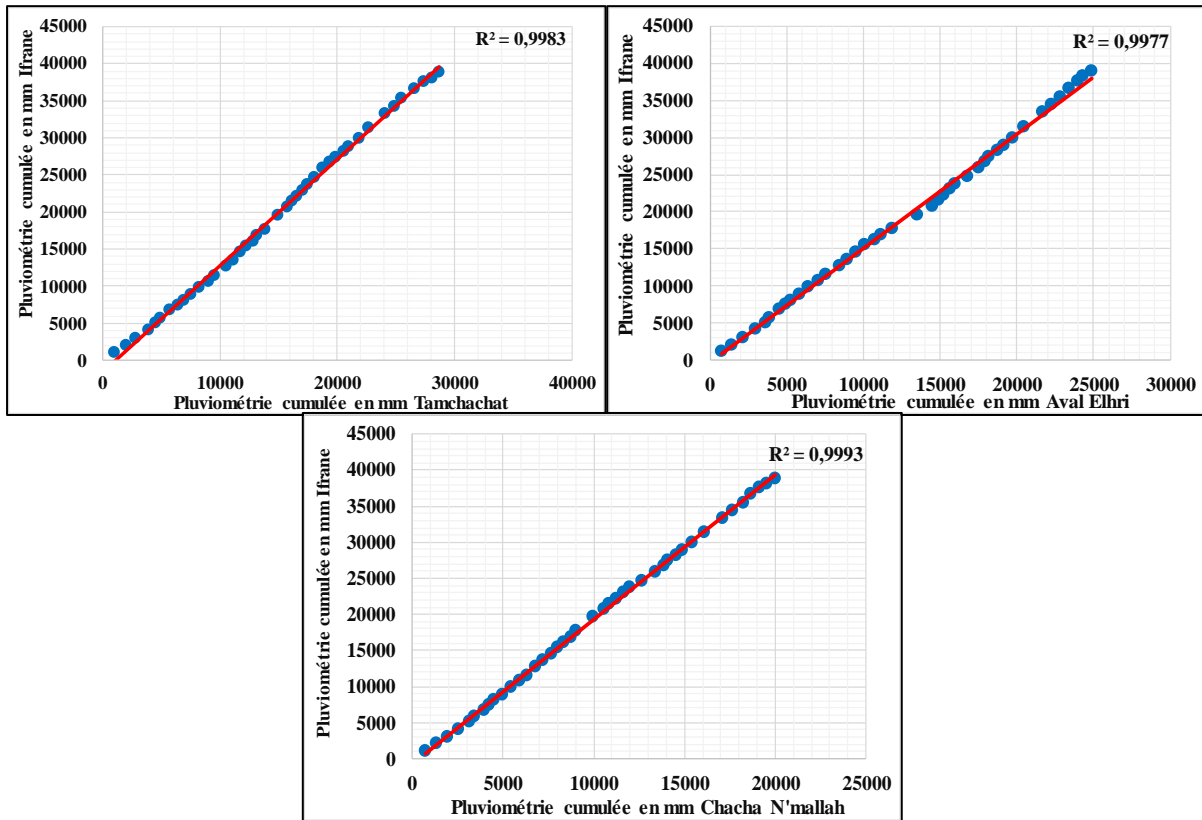 Pluviométrie cumulée en mm Ifrane
45000
40000
35000
30000
25000
20000
15000
10000
5000
0
R² = 0,9983
0 10000 20000 30000 40000
Pluviométrie cumulée en mm Tamchachat
Pluviométrie cumulée en mm Ifrane
45000
40000
35000
30000
25000
20000
15000
10000
5000
0
R² = 0,9977
0 5000 10000 15000 20000 25000 30000
Pluviométrie cumulée en mm Aval Elhri
Pluviométrie cumulée en mm Ifrane
45000
40000
35000
30000
25000
20000
15000
10000
5000
0
R² = 0,9993
0 5000 10000 15000 20000 25000
Pluviométrie cumulée en mm Chacha N'mallah